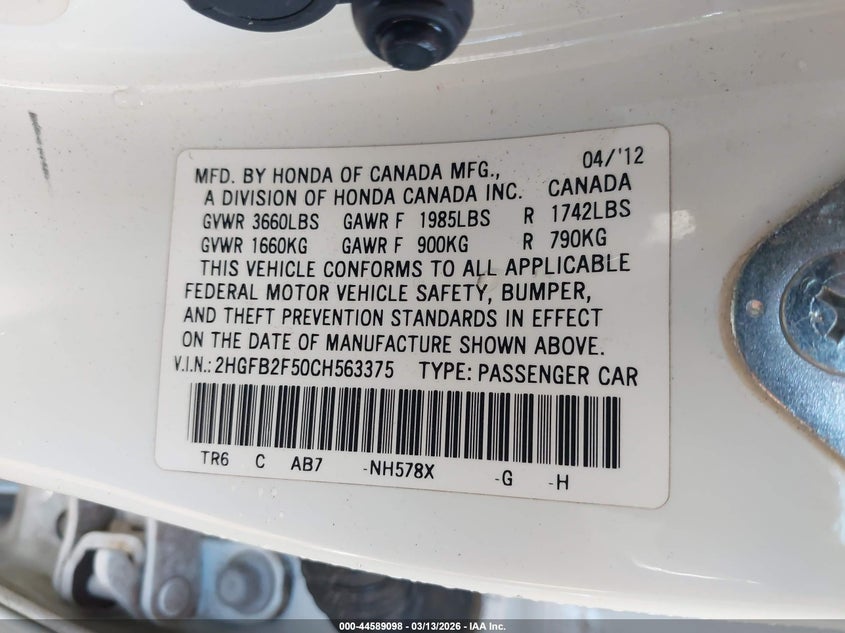 MFD. BY HONDA OF CANADA MFG., 04/'12
A DIVISION OF HONDA CANADA INC. CANADA
GVWR 3660LBS GAWR F 1985LBS R 1742LBS
GVWR 1660KG GAWR F 900KG R 790KG
THIS VEHICLE CONFORMS TO ALL APPLICABLE
FEDERAL MOTOR VEHICLE SAFETY, BUMPER,
AND THEFT PREVENTION STANDARDS IN EFFECT
ON THE DATE OF MANUFACTURE SHOWN ABOVE.
V.I.N.: 2HGFB2F50CH563375 TYPE: PASSENGER CAR
TR6 C AB7 -NH578X -G -H
000-44589098 - 03/13/2026 - IAA Inc.